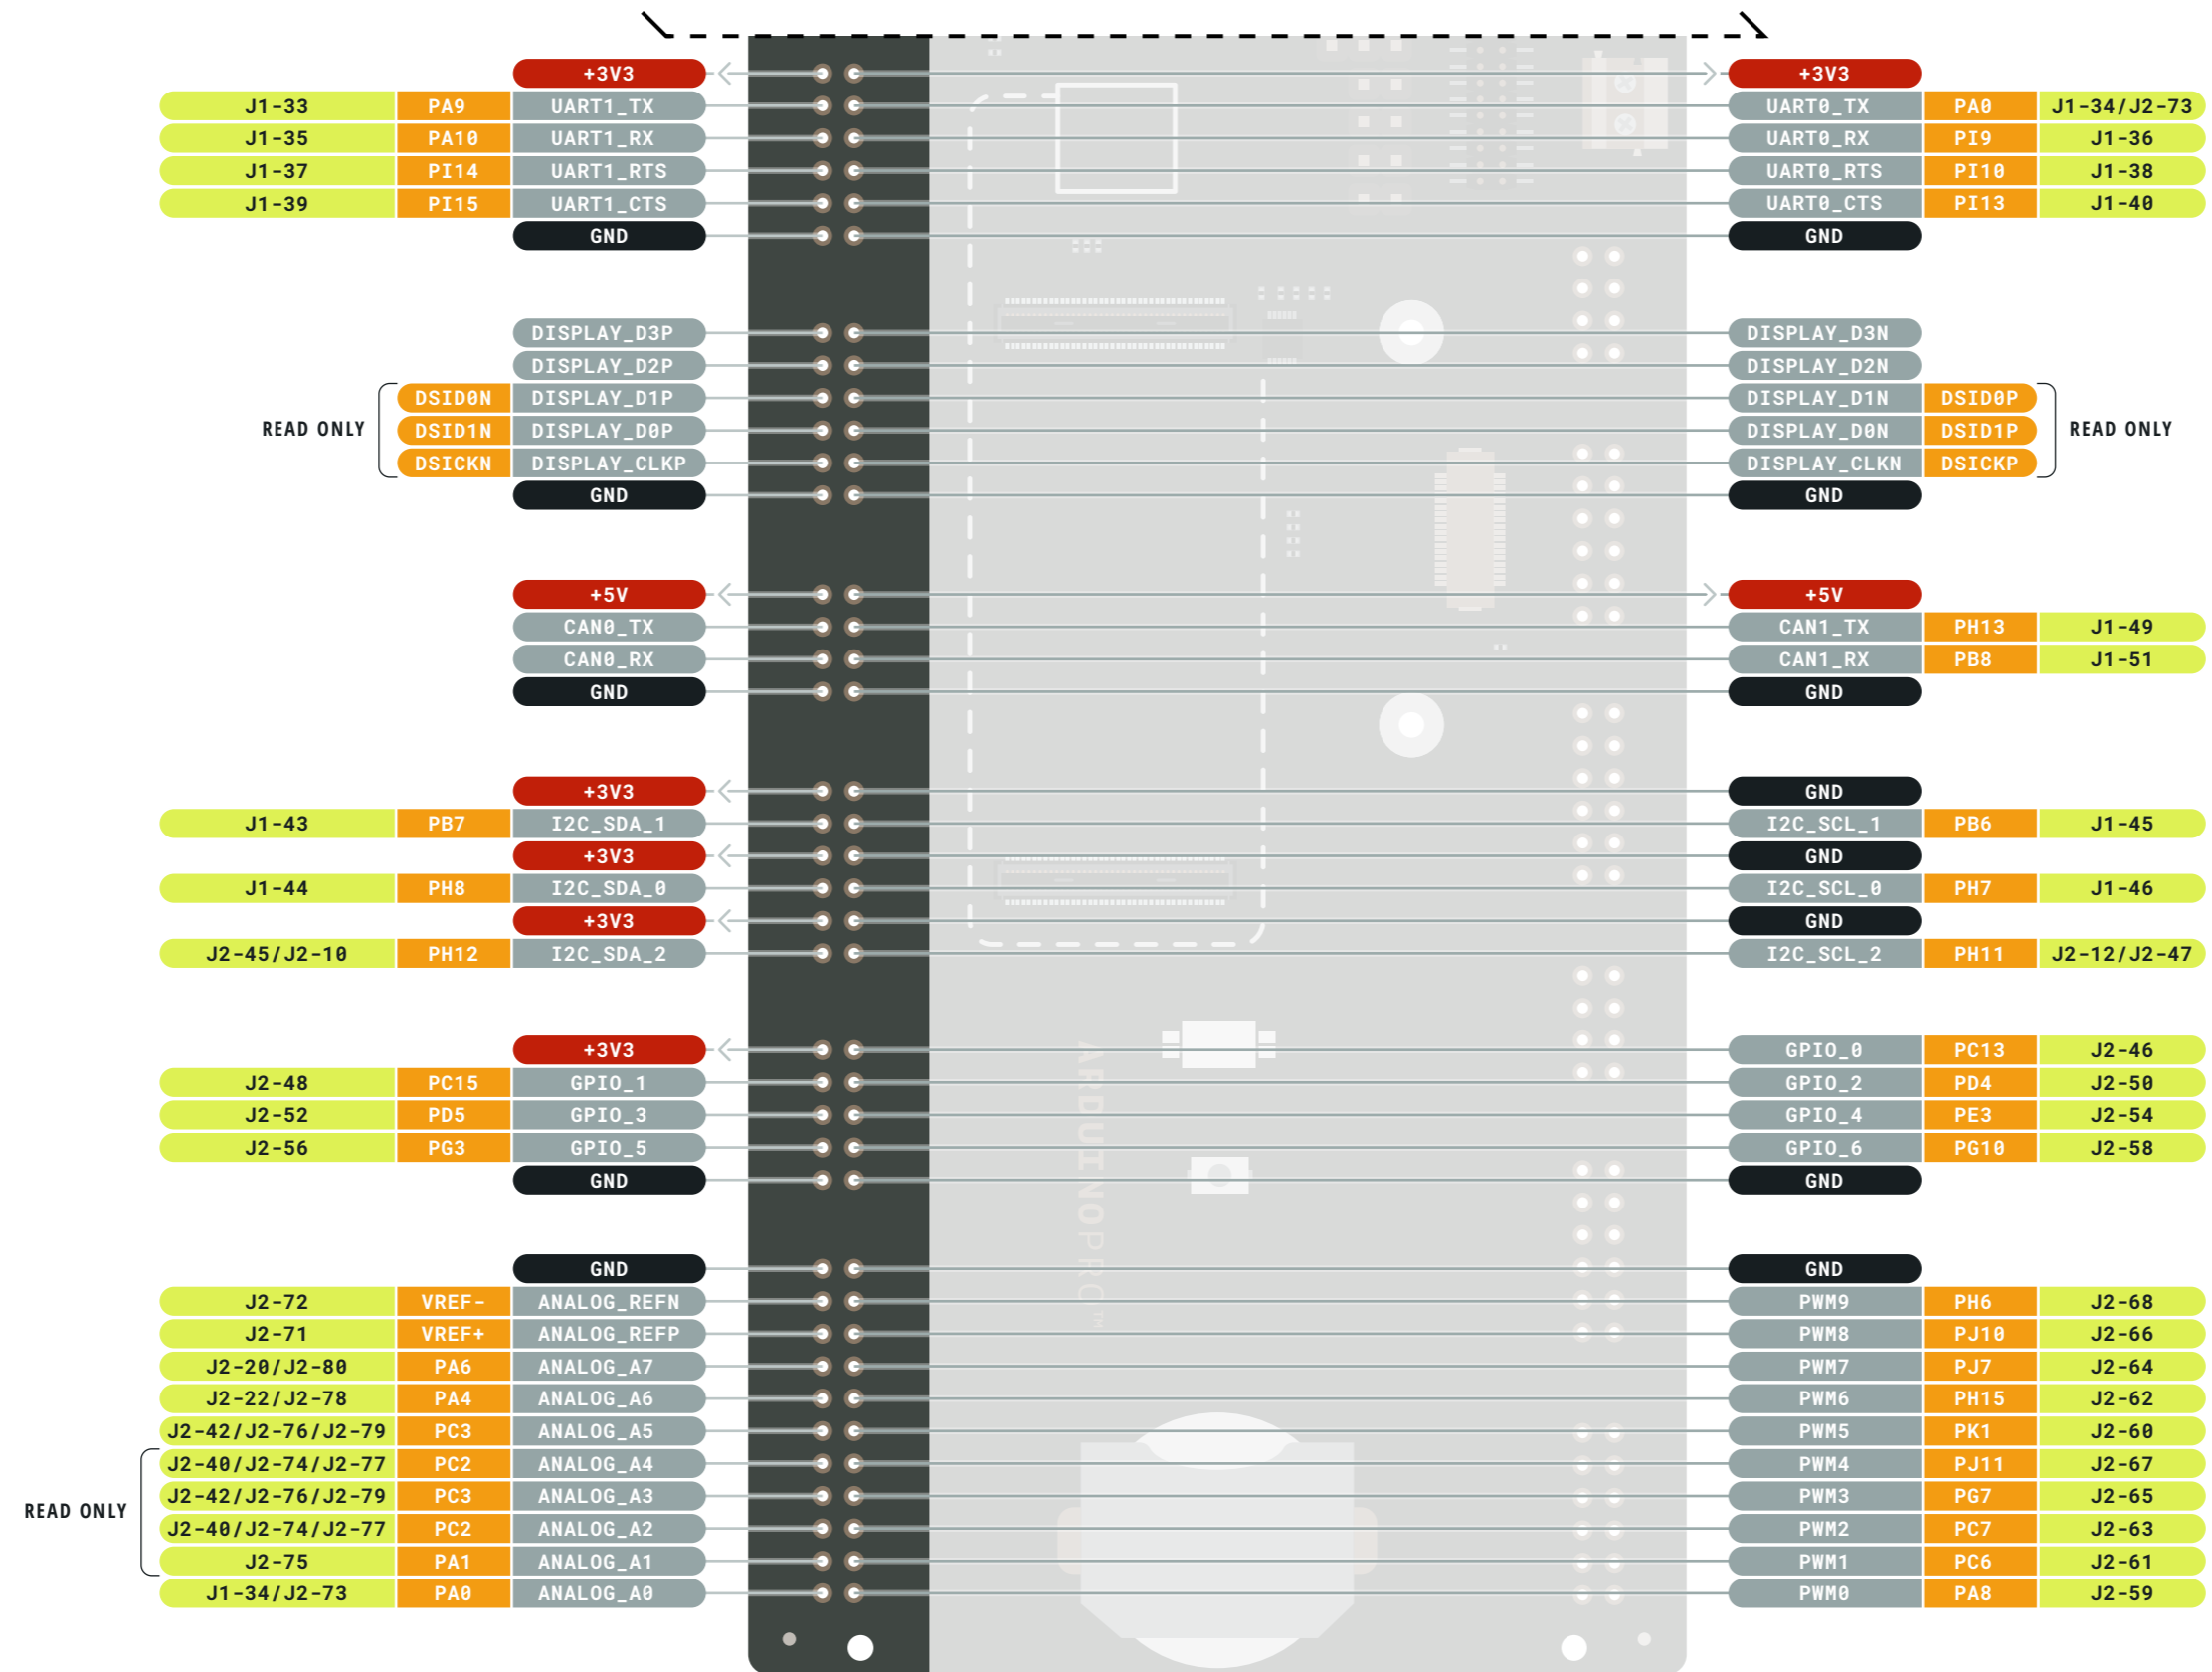 +3V3 +3V3
J1-33 PA9 UART1_TX UART0_TX PA0 J1-34/J2-73
J1-35 PA10 UART1_RX UART0_RX PI9 J1-36
J1-37 PI14 UART1_RTS UART0_RTS PI10 J1-38
J1-39 PI15 UART1_CTS UART0_CTS PI13 J1-40
GND GND
DISPLAY_D3P DISPLAY_D3N
DISPLAY_D2P DISPLAY_D2N
DSID0N DISPLAY_D1P DISPLAY_D1N DSID0P
READ ONLY DSID1N DISPLAY_D0P DISPLAY_D0N DSID1P READ ONLY
DSICKN DISPLAY_CLKP DISPLAY_CLKN DSICKP
GND GND
+5V +5V
CAN0_TX CAN1_TX PH13 J1-49
CAN0_RX CAN1_RX PB8 J1-51
GND GND
+3V3 GND
J1-43 PB7 I2C_SDA_1 I2C_SCL_1 PB6 J1-45
+3V3 GND
J1-44 PH8 I2C_SDA_0 I2C_SCL_0 PH7 J1-46
+3V3 GND
J2-45/J2-10 PH12 I2C_SDA_2 I2C_SCL_2 PH11 J2-12/J2-47
+3V3 GPIO_0 PC13 J2-46
J2-48 PC15 GPIO_1 GPIO_2 PD4 J2-50
J2-52 PD5 GPIO_3 GPIO_4 PE3 J2-54
J2-56 PG3 GPIO_5 GPIO_6 PG10 J2-58
GND GND
ARDUINOPRO™
GND GND
J2-72 VREF- ANALOG_REFN PWM9 PH6 J2-68
J2-71 VREF+ ANALOG_REFP PWM8 PJ10 J2-66
J2-20/J2-80 PA6 ANALOG_A7 PWM7 PJ7 J2-64
J2-22/J2-78 PA4 ANALOG_A6 PWM6 PH15 J2-62
J2-42/J2-76/J2-79 PC3 ANALOG_A5 PWM5 PK1 J2-60
J2-40/J2-74/J2-77 PC2 ANALOG_A4 PWM4 PJ11 J2-67
READ ONLY J2-42/J2-76/J2-79 PC3 ANALOG_A3 PWM3 PG7 J2-65
J2-40/J2-74/J2-77 PC2 ANALOG_A2 PWM2 PC7 J2-63
J2-75 PA1 ANALOG_A1 PWM1 PC6 J2-61
J1-34/J2-73 PA0 ANALOG_A0 PWM0 PA8 J2-59